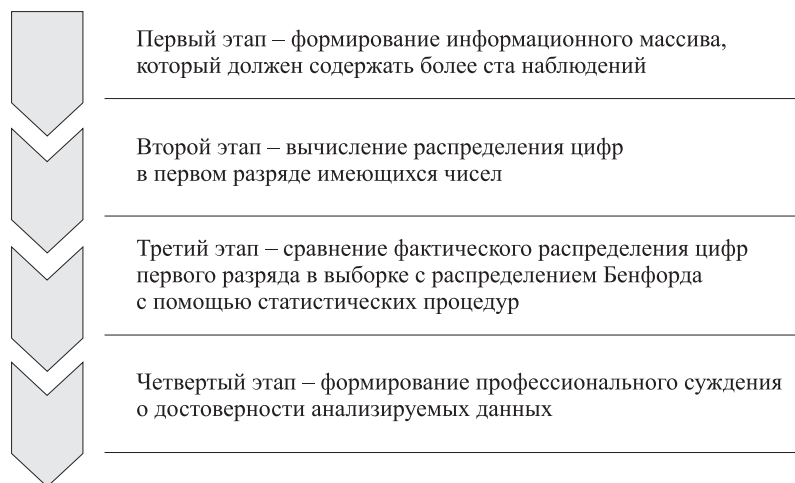 Первый этап – формирование информационного массива,
который должен содержать более ста наблюдений
Второй этап – вычисление распределения цифр
в первом разряде имеющихся чисел
Третий этап – сравнение фактического распределения цифр
первого разряда в выборке с распределением Бенфорда
с помощью статистических процедур
Четвертый этап – формирование профессионального суждения
о достоверности анализируемых данных